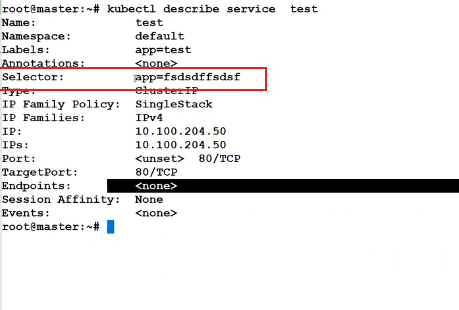 root@master:~# kubectl describe service  test
Name:              test
Namespace:         default
Labels:            app=test
Annotations:       <none>
Selector:          app=fsdsdffsdsf
Type:              ClusterIP
IP Family Policy:  SingleStack
IP Families:       IPv4
IP:                10.100.204.50
IPs:               10.100.204.50
Port:              <unset>  80/TCP
TargetPort:        80/TCP
Endpoints:         <none>
Session Affinity:  None
Events:            <none>
root@master:~#